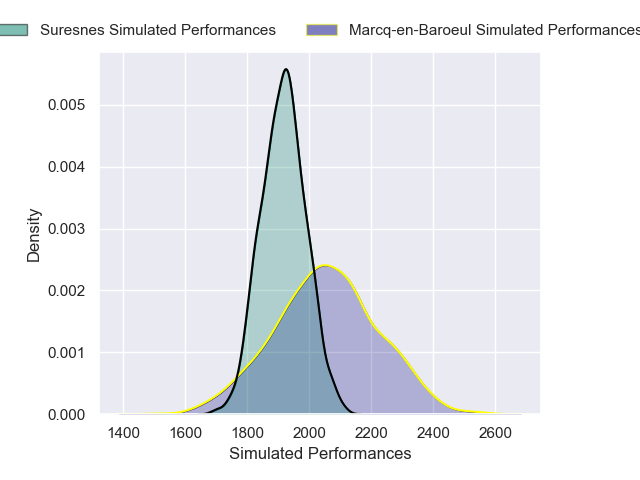 Suresnes Simulated Performances Marcq-en-Baroeul Simulated Performances
0.005
0.004
0.003
0.002
0.001
0.000
Density
1400 1600 1800 2000 2200 2400 2600
Simulated Performances